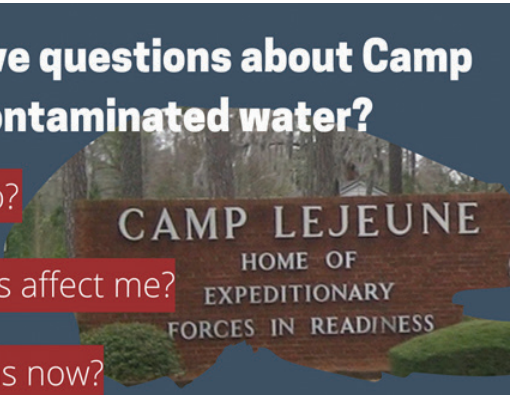 ve questions about Camp
ontaminated water?
o?
s affect me?
s now?
CAMP LEJEUNE
HOME OF
EXPEDITIONARY
FORCES IN READINESS